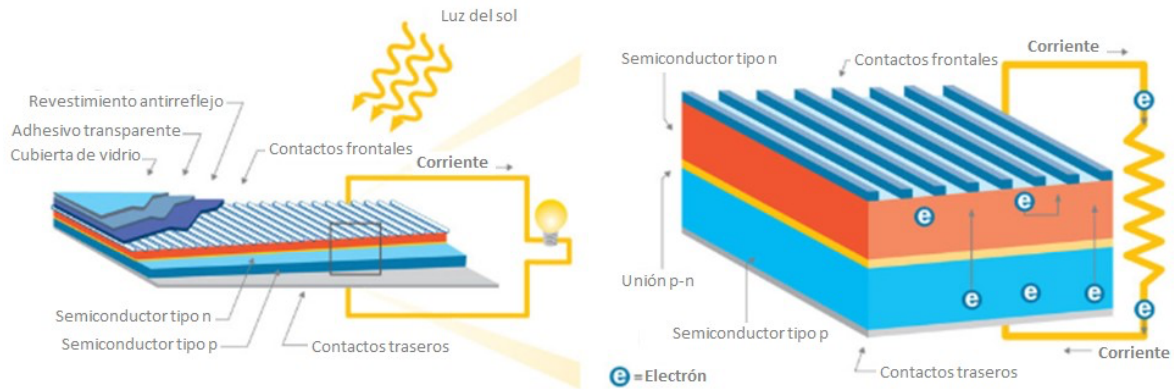 Luz del sol
Revestimiento antirreflejo
Adhesivo transparente
Cubierta de vidrio
Contactos frontales
Corriente
Semiconductor tipo n
Semiconductor tipo p
Contactos traseros
Corriente
Semiconductor tipo n
Contactos frontales
e
e
e
e
e
e
e
Unión p-n
Semiconductor tipo p
Corriente
Contactos traseros
e =Electrón